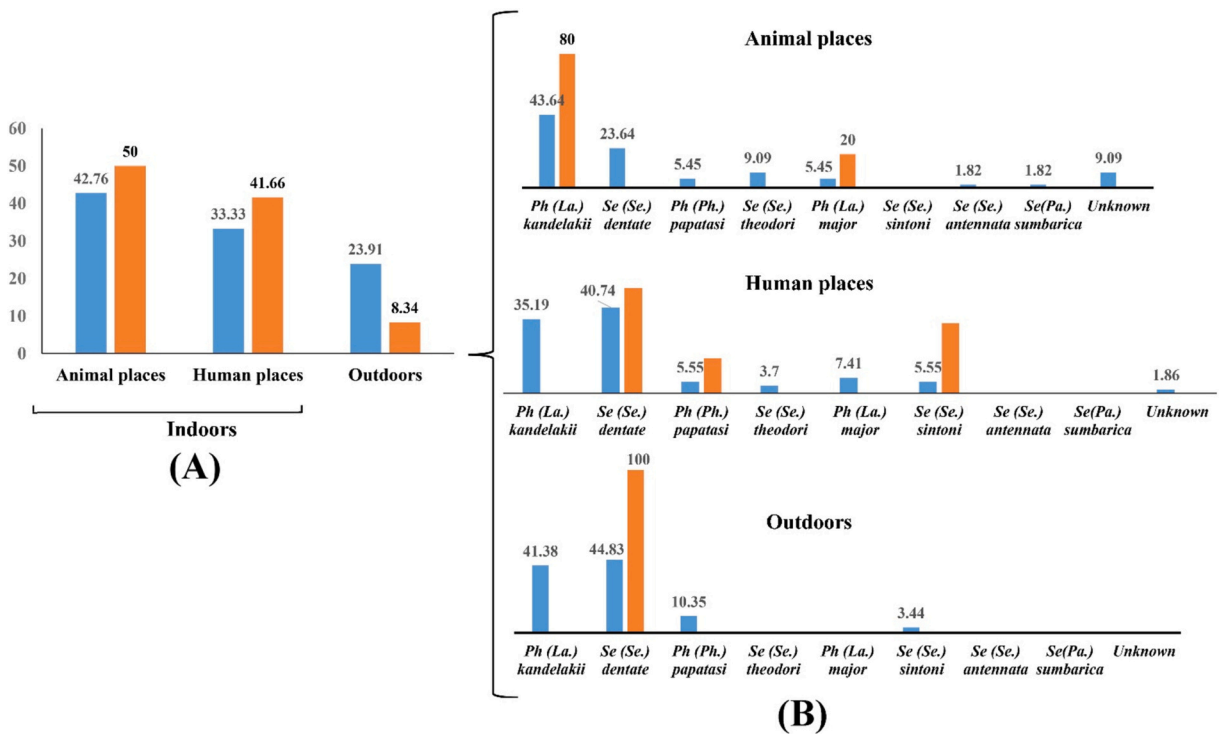 60
50
40
30
20
10
0
42.76
50
33.33
41.66
23.91
8.34
Animal places
Human places
Outdoors
Indoors
(A)
Animal places
43.64
80
23.64
5.45
9.09
5.45
20
1.82
1.82
9.09
Ph (La.) kandelakii
Se (Se.) dentate
Ph (Ph.) papatasi
Se (Se.) theodori
Ph (La.) major
Se (Se.) sintoni
Se (Se.) antennata
Se(Pa.) sumbarica
Unknown
Human places
35.19
40.74
5.55
3.7
7.41
5.55
1.86
Ph (La.) kandelakii
Se (Se.) dentate
Ph (Ph.) papatasi
Se (Se.) theodori
Ph (La.) major
Se (Se.) sintoni
Se (Se.) antennata
Se(Pa.) sumbarica
Unknown
Outdoors
41.38
44.83
100
10.35
3.44
Ph (La.) kandelakii
Se (Se.) dentate
Ph (Ph.) papatasi
Se (Se.) theodori
Ph (La.) major
Se (Se.) sintoni
Se (Se.) antennata
Se(Pa.) sumbarica
Unknown
(B)